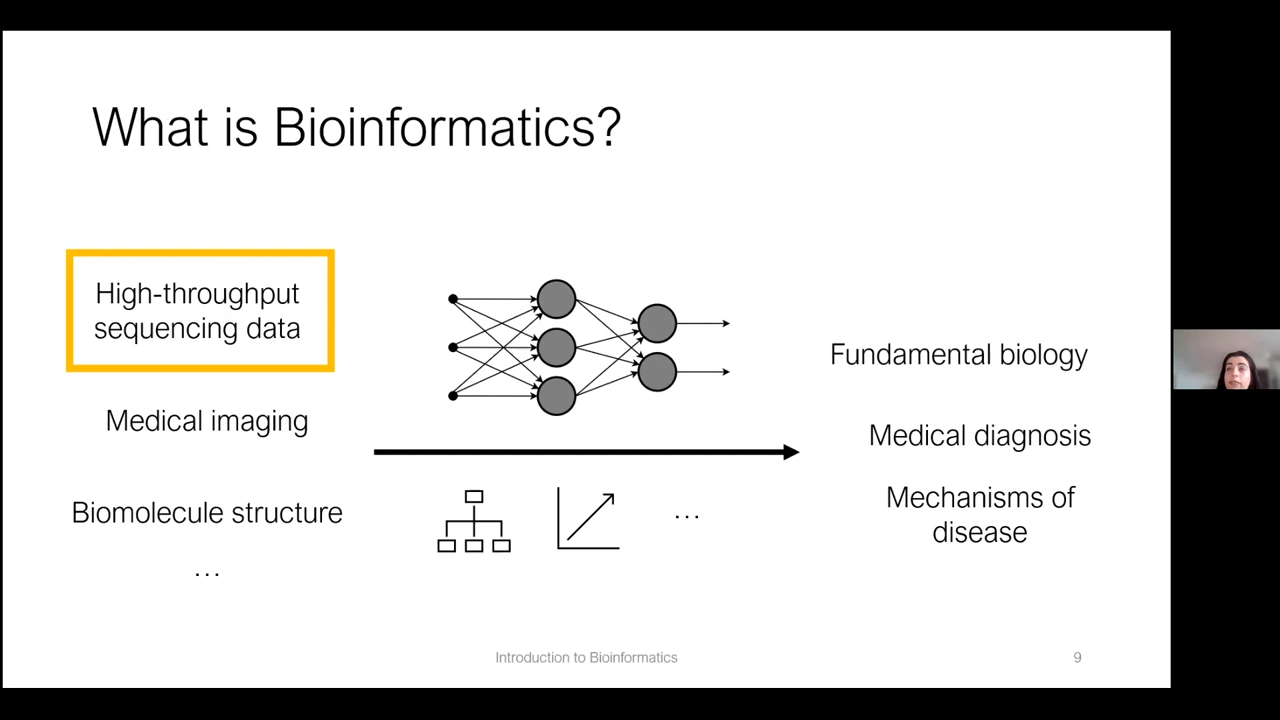 What is Bioinformatics?
High-throughput
sequencing data
Medical imaging
Biomolecule structure
…
…
Fundamental biology
Medical diagnosis
Mechanisms of
disease
Introduction to Bioinformatics
9